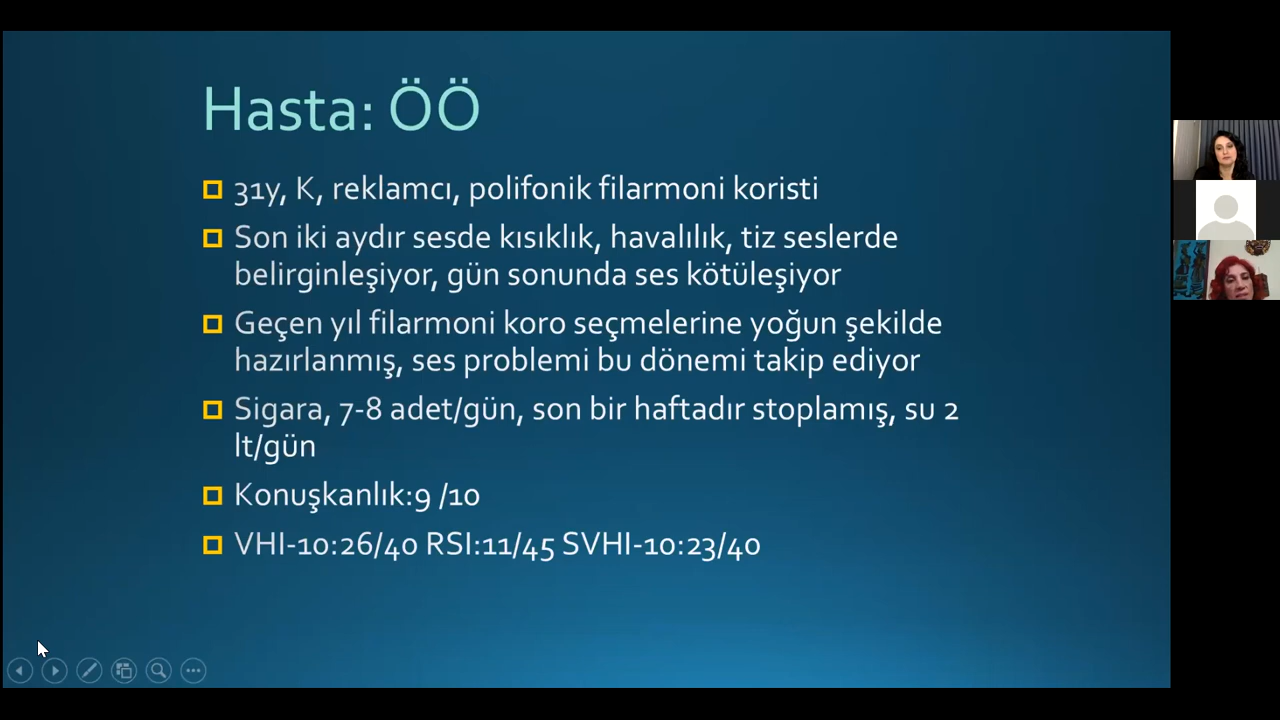 Hasta: ÖÖ
31y, K, reklamcı, polifonik filarmoni koristi
Son iki aydır sesde kısıklık, havalılık, tiz seslerde
belirginleşiyor, gün sonunda ses kötüleşiyor
Geçen yıl filarmoni koro seçmelerine yoğun şekilde
hazırlanmış, ses problemi bu dönemi takip ediyor
Sigara, 7-8 adet/gün, son bir haftadır stoplamış, su 2
lt/gün
Konuşkanlık:9 /10
VHI-10:26/40 RSI:11/45 SVHI-10:23/40